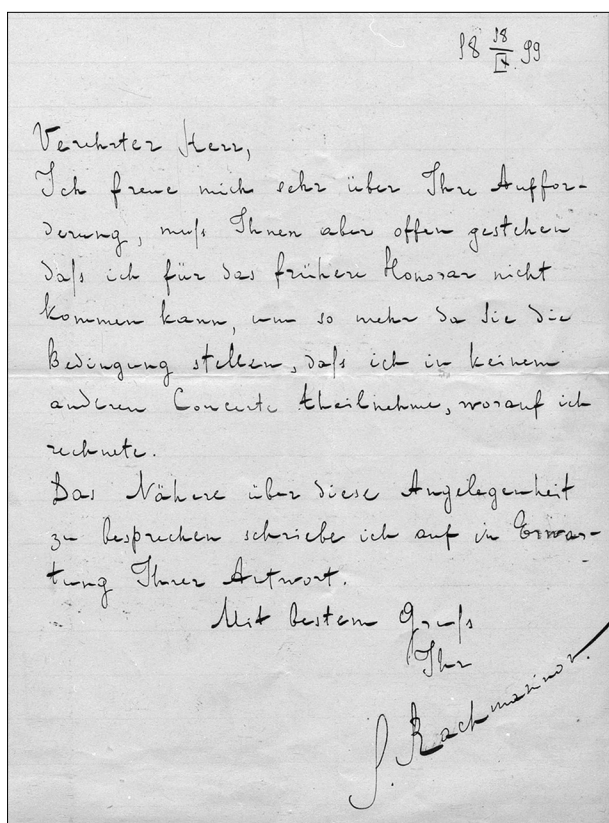 18 18/IX 99
Verehrter Herr,
Ich freue mich sehr über Ihre Auffor-
derung, muſs Ihnen aber offen gestehen
daſs ich für das frühere Honorar nicht
kommen kann, um so mehr da Sie die
Bedingung stellen, daſs ich in keinem
anderen Concerte theilnehme, worauf ich
rechnete.
Das Nähere über diese Angelegenheit
zu besprechen schriebe ich auf in Erwar-
tung Ihrer Antwort.
Mit bestem Gruſs
Ihr
S. Rachmaninov.